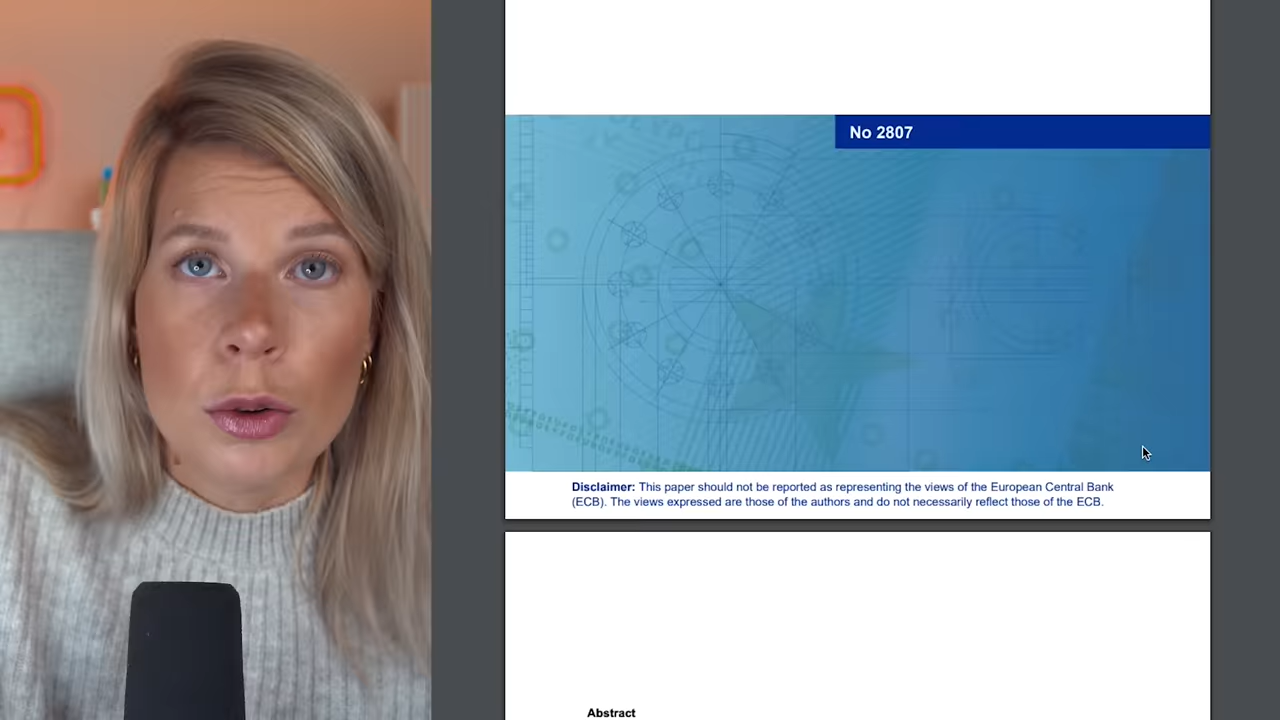 No 2807
Disclaimer: This paper should not be reported as representing the views of the European Central Bank
(ECB). The views expressed are those of the authors and do not necessarily reflect those of the ECB.
Abstract